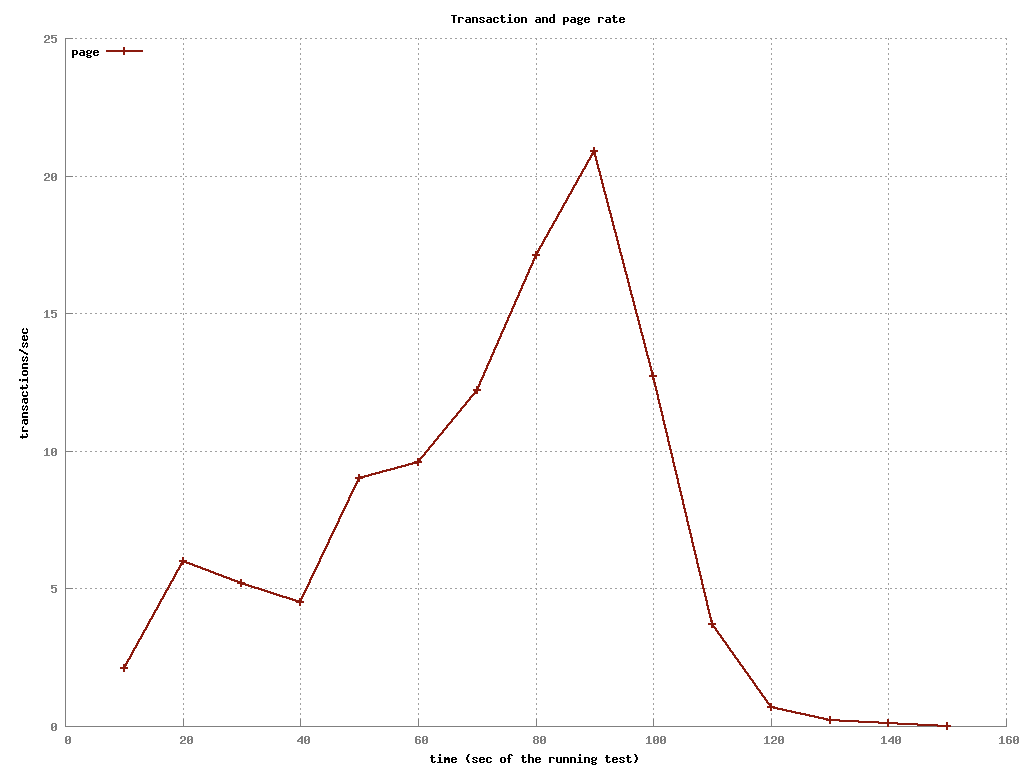 Transaction and page rate
page
25
20
15
10
5
0
transactions/sec
0 20 40 60 80 100 120 140 160
time (sec of the running test)